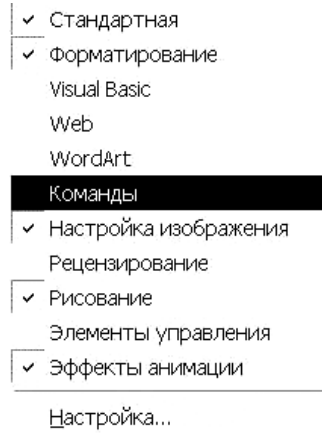 Стандартная
Форматирование
Visual Basic
Web
WordArt
Команды
Настройка изображения
Рецензирование
Рисование
Элементы управления
Эффекты анимации
Настройка...